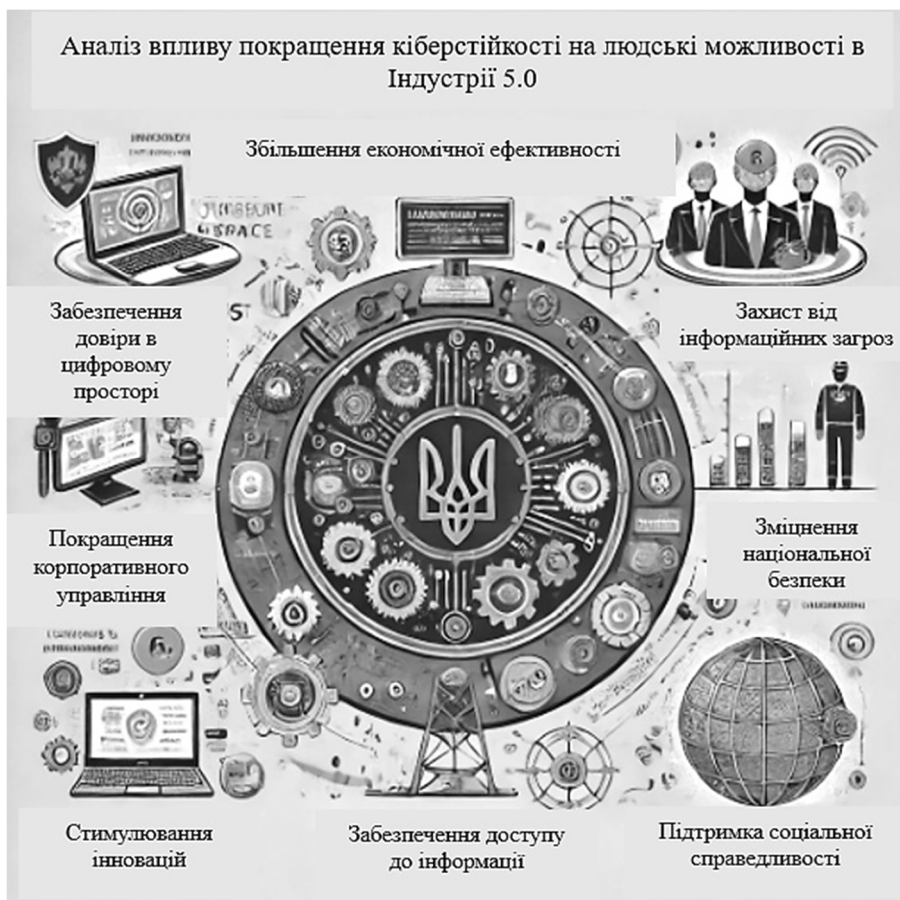 Аналіз впливу покращення кіберстійкості на людські можливості в
Індустрії 5.0
Збільшення економічної ефективності
Забезпечення
довіри в
цифровому
просторі
Захист від
інформаційних загроз
Покращення
корпоративного
управління
Зміцнення
національної
безпеки
Стимулювання
інновацій
Забезпечення доступу
до інформації
Підтримка соціальної
справедливості